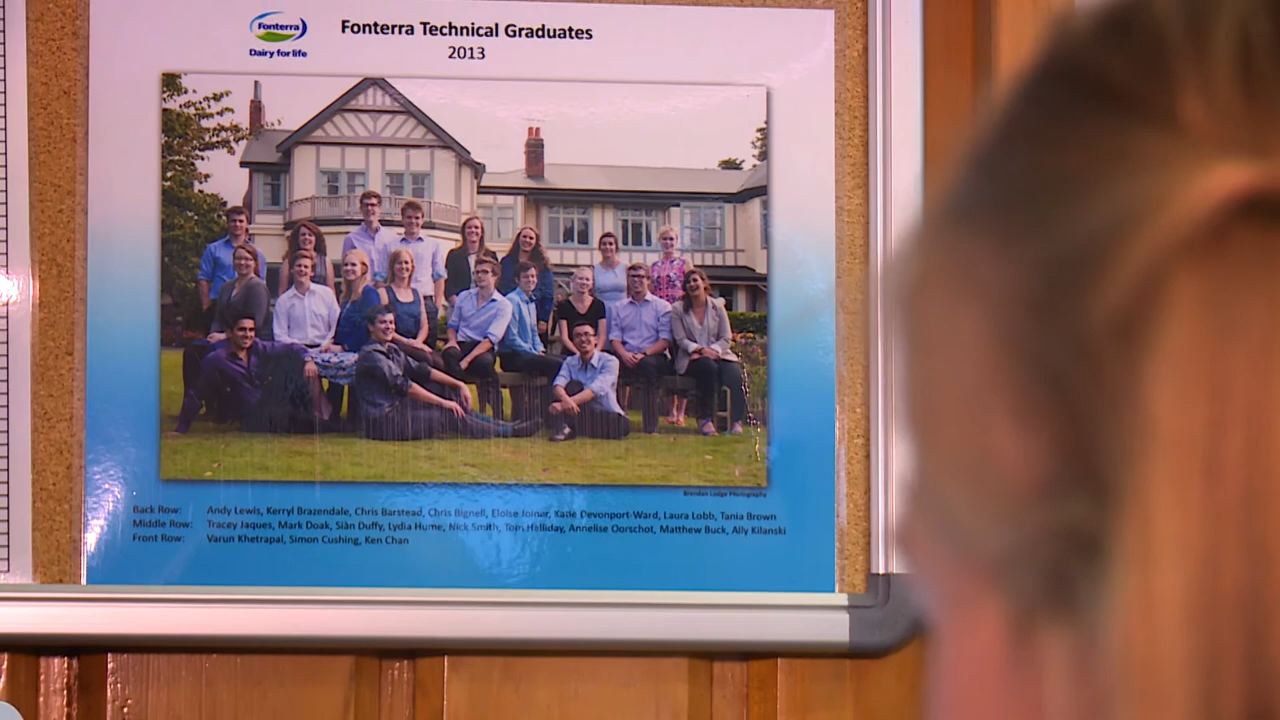 Fonterra
Dairy for life
Fonterra Technical Graduates
2013
Brendan Lodge Photography
Back Row: Andy Lewis, Kerryl Brazendale, Chris Barstead, Chris Bignell, Eloise Joiner, Katie Devonport-Ward, Laura Lobb, Tania Brown
Middle Row: Tracey Jaques, Mark Doak, Siàn Duffy, Lydia Hume, Nick Smith, Tom Halliday, Annelise Oorschot, Matthew Buck, Ally Kilanski
Front Row: Varun Khetrapal, Simon Cushing, Ken Chan